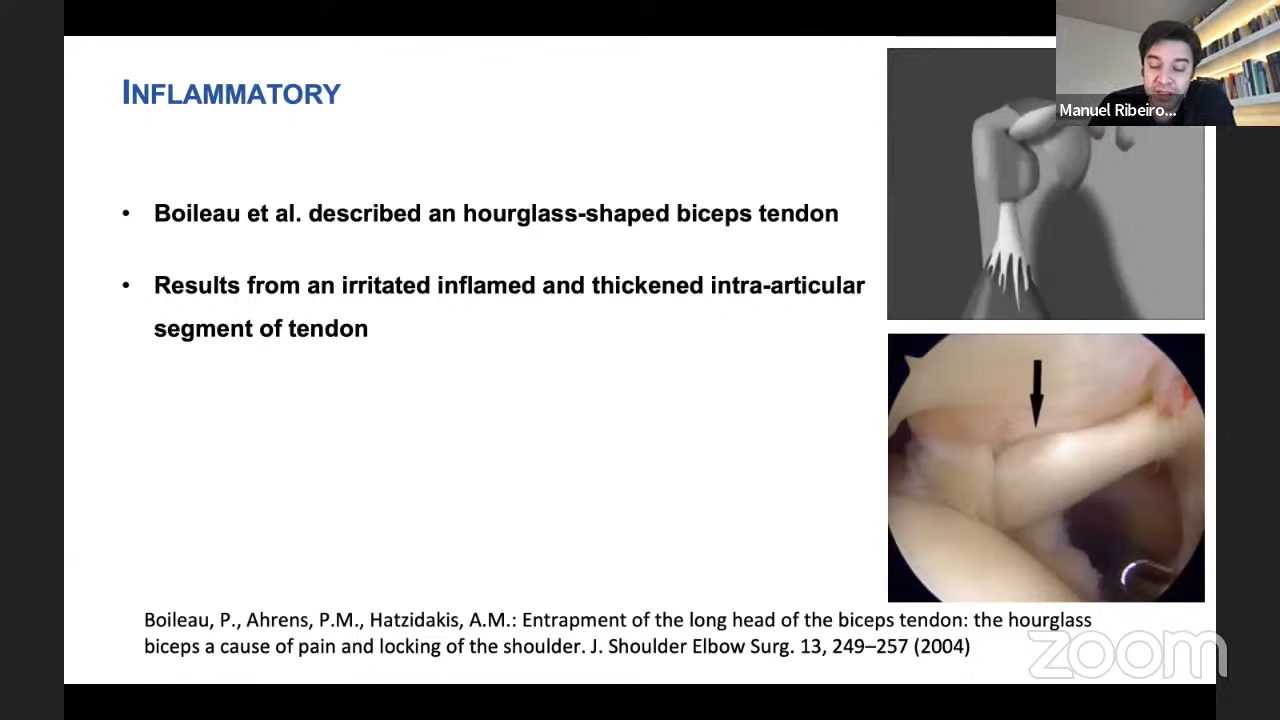 INFLAMMATORY
Manuel Ribeiro...
• Boileau et al. described an hourglass-shaped biceps tendon
• Results from an irritated inflamed and thickened intra-articular
segment of tendon
Boileau, P., Ahrens, P.M., Hatzidakis, A.M.: Entrapment of the long head of the biceps tendon: the hourglass
biceps a cause of pain and locking of the shoulder. J. Shoulder Elbow Surg. 13, 249–257 (2004)
zoom